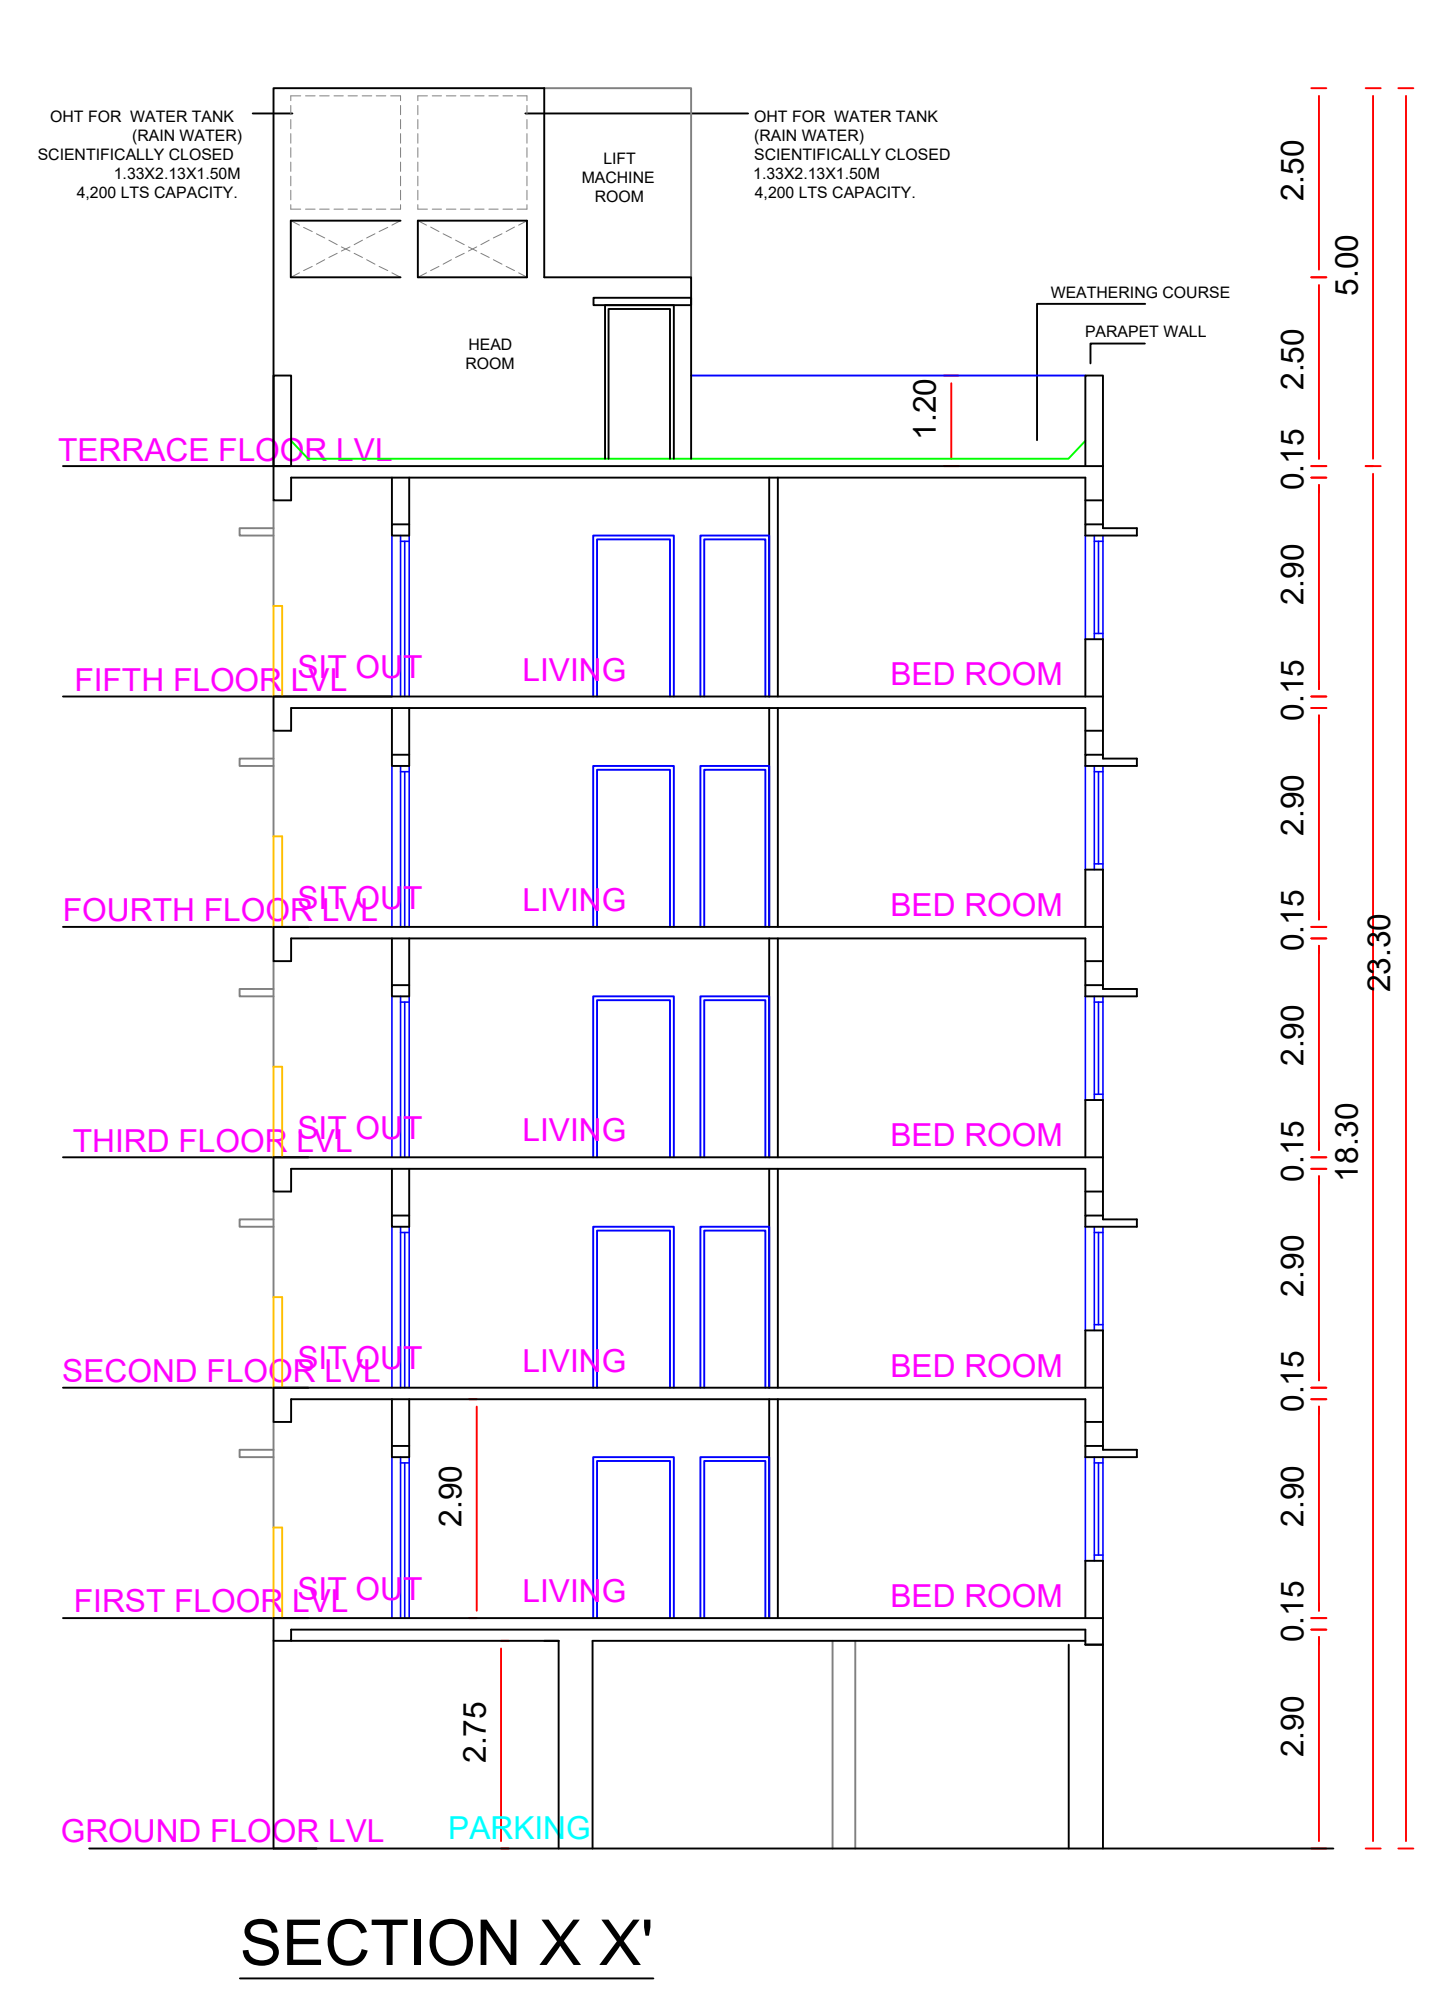 OHT FOR  WATER TANK
(RAIN WATER)
SCIENTIFICALLY CLOSED
1.33X2.13X1.50M
4,200 LTS CAPACITY.
OHT FOR  WATER TANK
(RAIN WATER)
SCIENTIFICALLY CLOSED
1.33X2.13X1.50M
4,200 LTS CAPACITY.
LIFT
MACHINE
ROOM
2.50
5.00
WEATHERING COURSE
PARAPET WALL
HEAD
ROOM
2.50
1.20
TERRACE FLOOR LVL
0.15
2.90
FIFTH FLOOR LVL
SIT OUT
LIVING
BED ROOM
0.15
2.90
FOURTH FLOOR LVL
SIT OUT
LIVING
BED ROOM
0.15
23.30
2.90
THIRD FLOOR LVL
SIT OUT
LIVING
BED ROOM
0.15
18.30
2.90
SECOND FLOOR LVL
SIT OUT
LIVING
BED ROOM
0.15
2.90
2.90
FIRST FLOOR LVL
SIT OUT
LIVING
BED ROOM
0.15
2.75
2.90
GROUND FLOOR LVL
PARKING
SECTION X X'